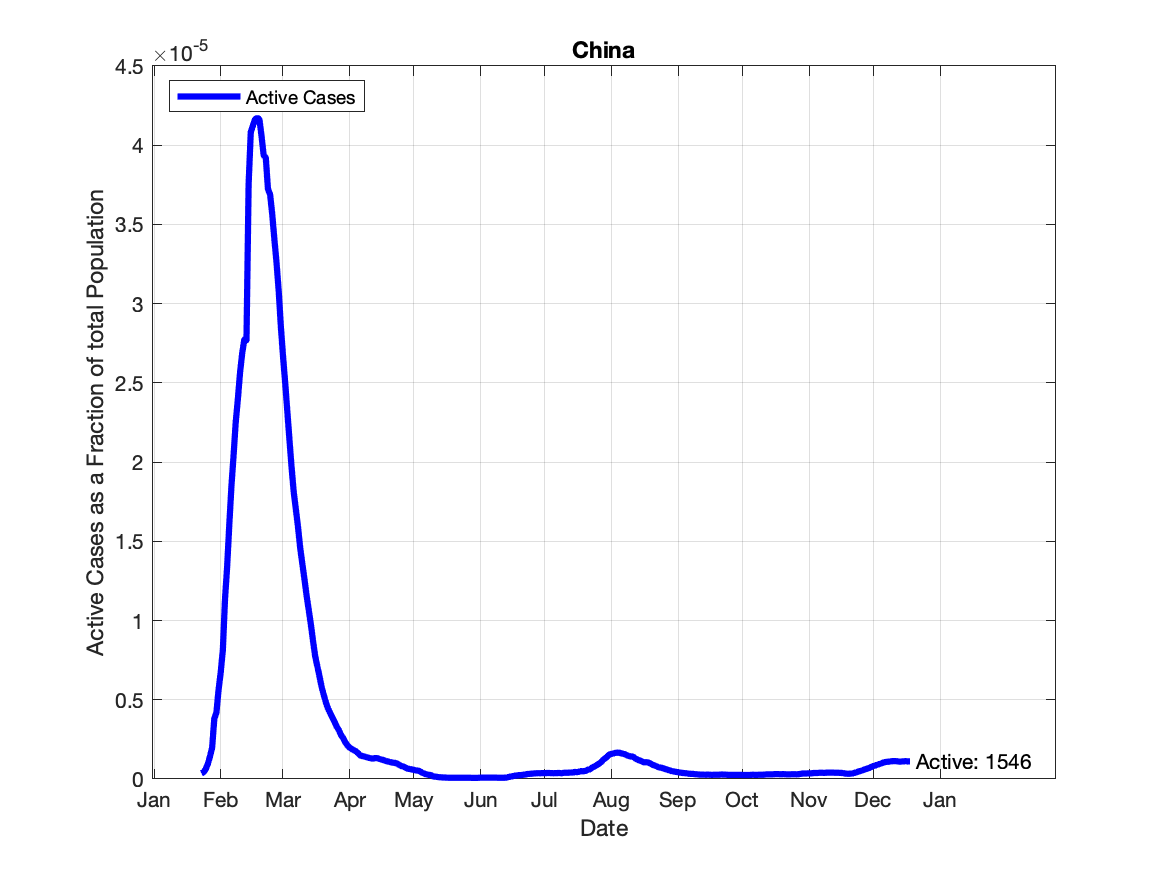 China
×10-5
4.5
4
3.5
3
2.5
2
1.5
1
0.5
0
Active Cases as a Fraction of total Population
Active Cases
Active: 1546
Jan Feb Mar Apr May Jun Jul Aug Sep Oct Nov Dec Jan
Date